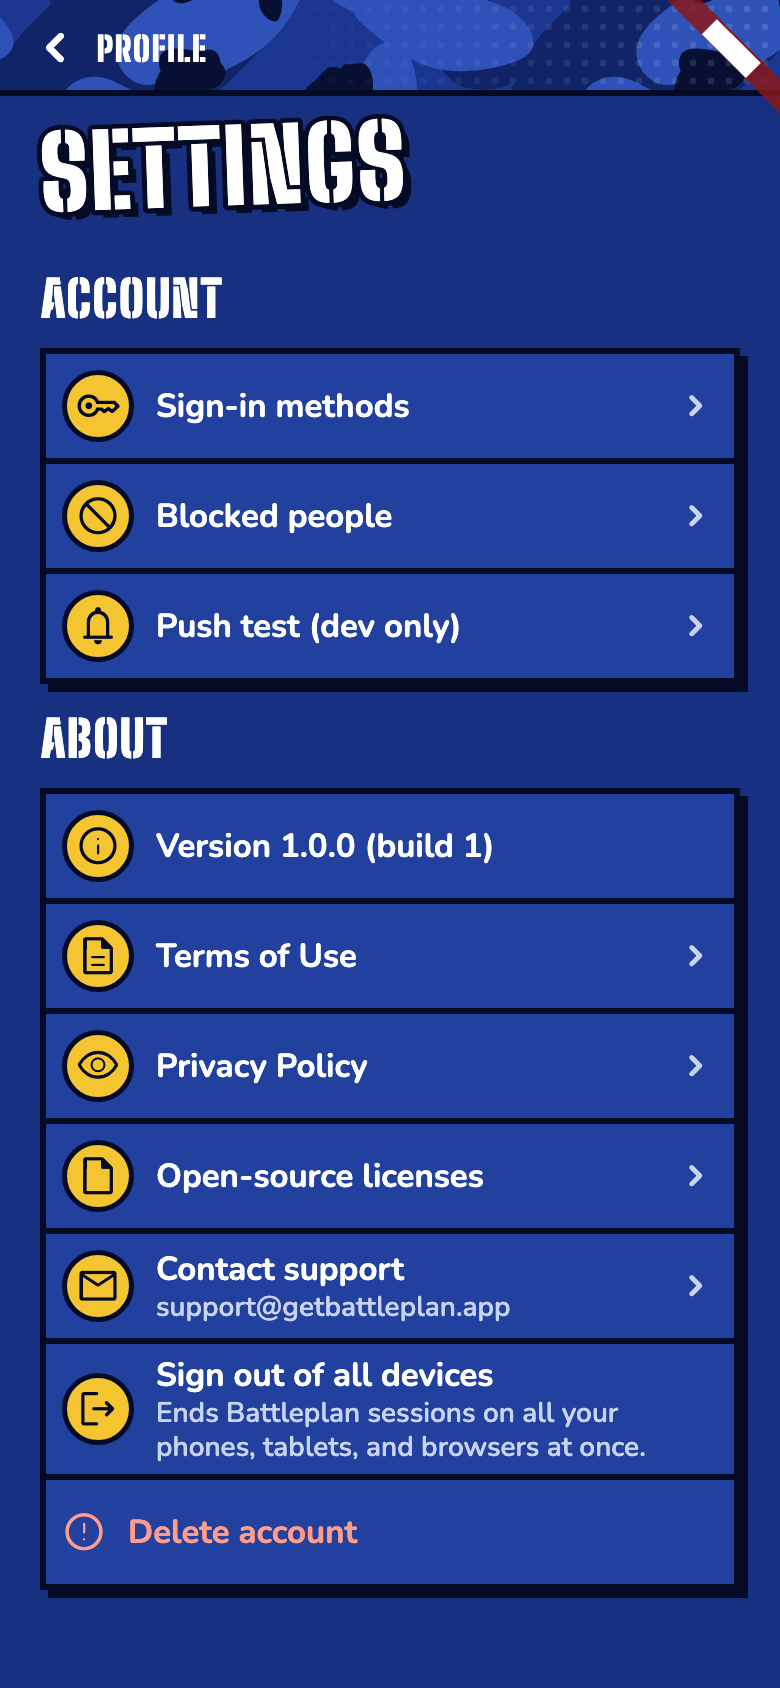 PROFILE
SETTINGS
ACCOUNT
Sign-in methods
Blocked people
Push test (dev only)
ABOUT
Version 1.0.0 (build 1)
Terms of Use
Privacy Policy
Open-source licenses
Contact support
support@getbattleplan.app
Sign out of all devices
Ends Battleplan sessions on all your
phones, tablets, and browsers at once.
Delete account